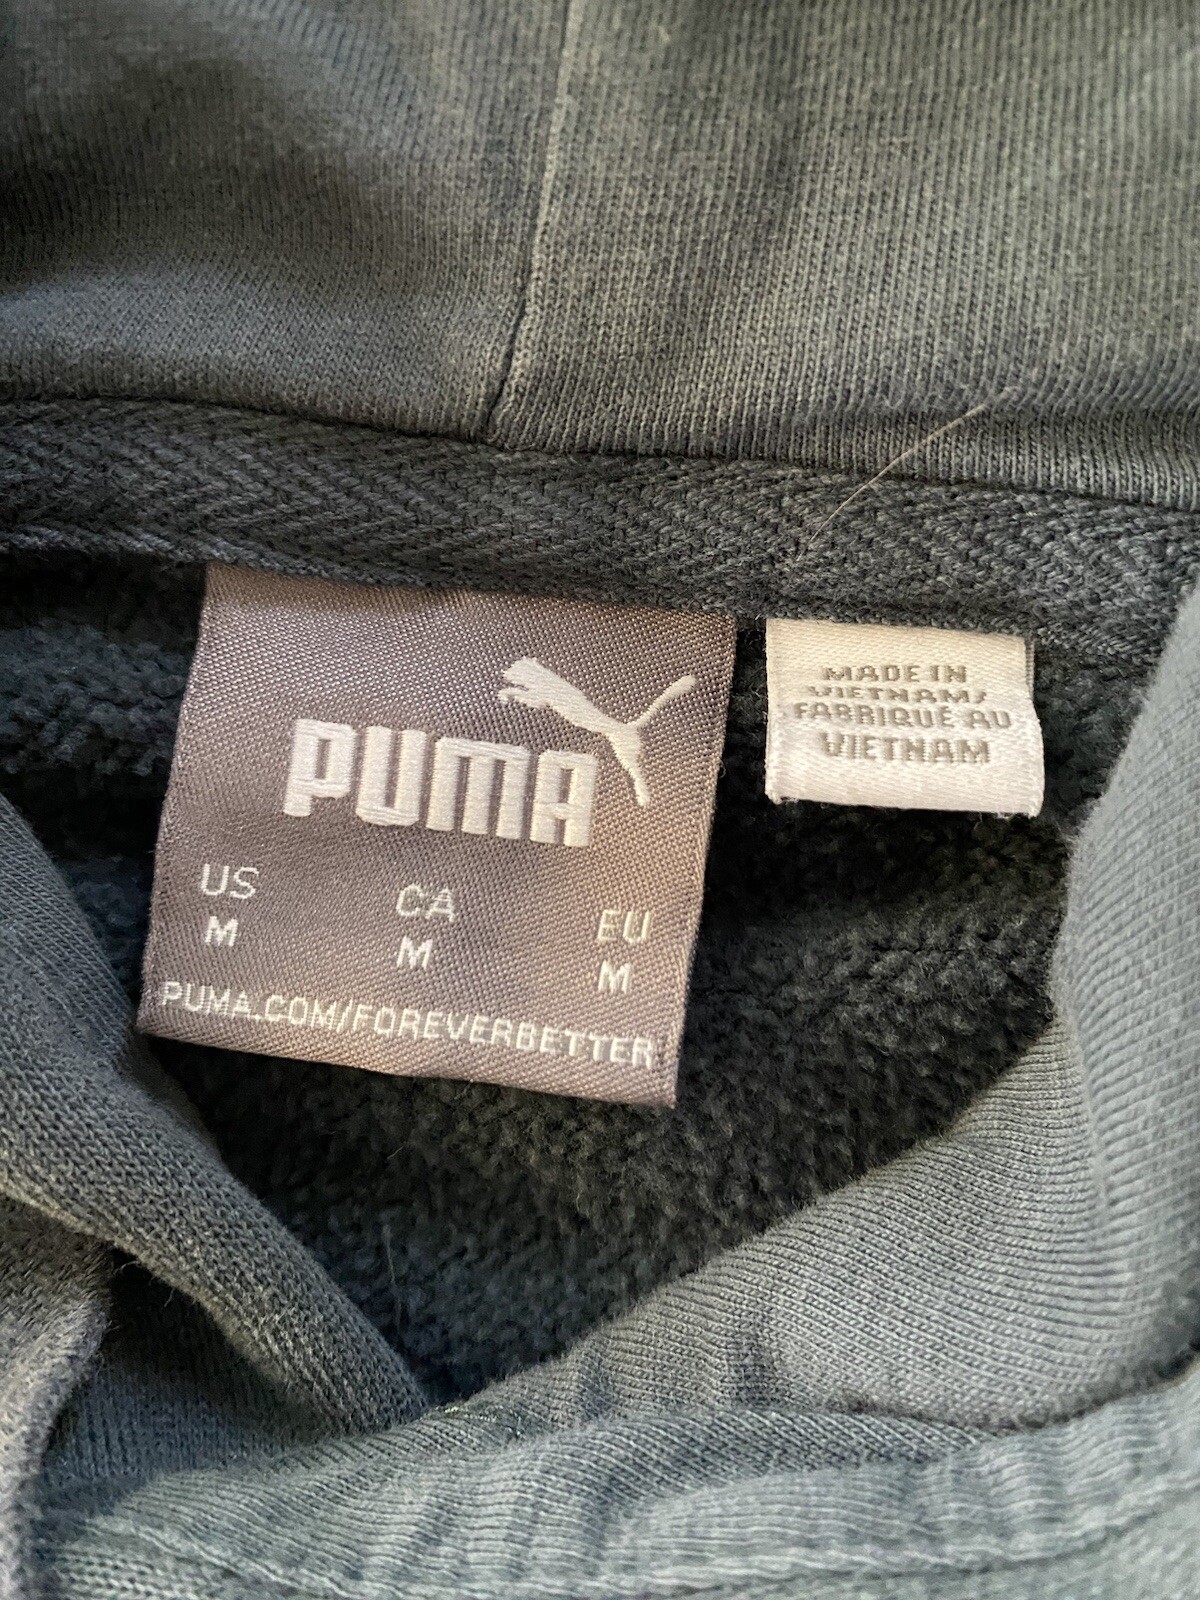 PUMA
US CA EU
M M M
PUMA.COM/FOREVERBETTER
MADE IN
VIETNAM/
FABRIQUÉ AU
VIETNAM